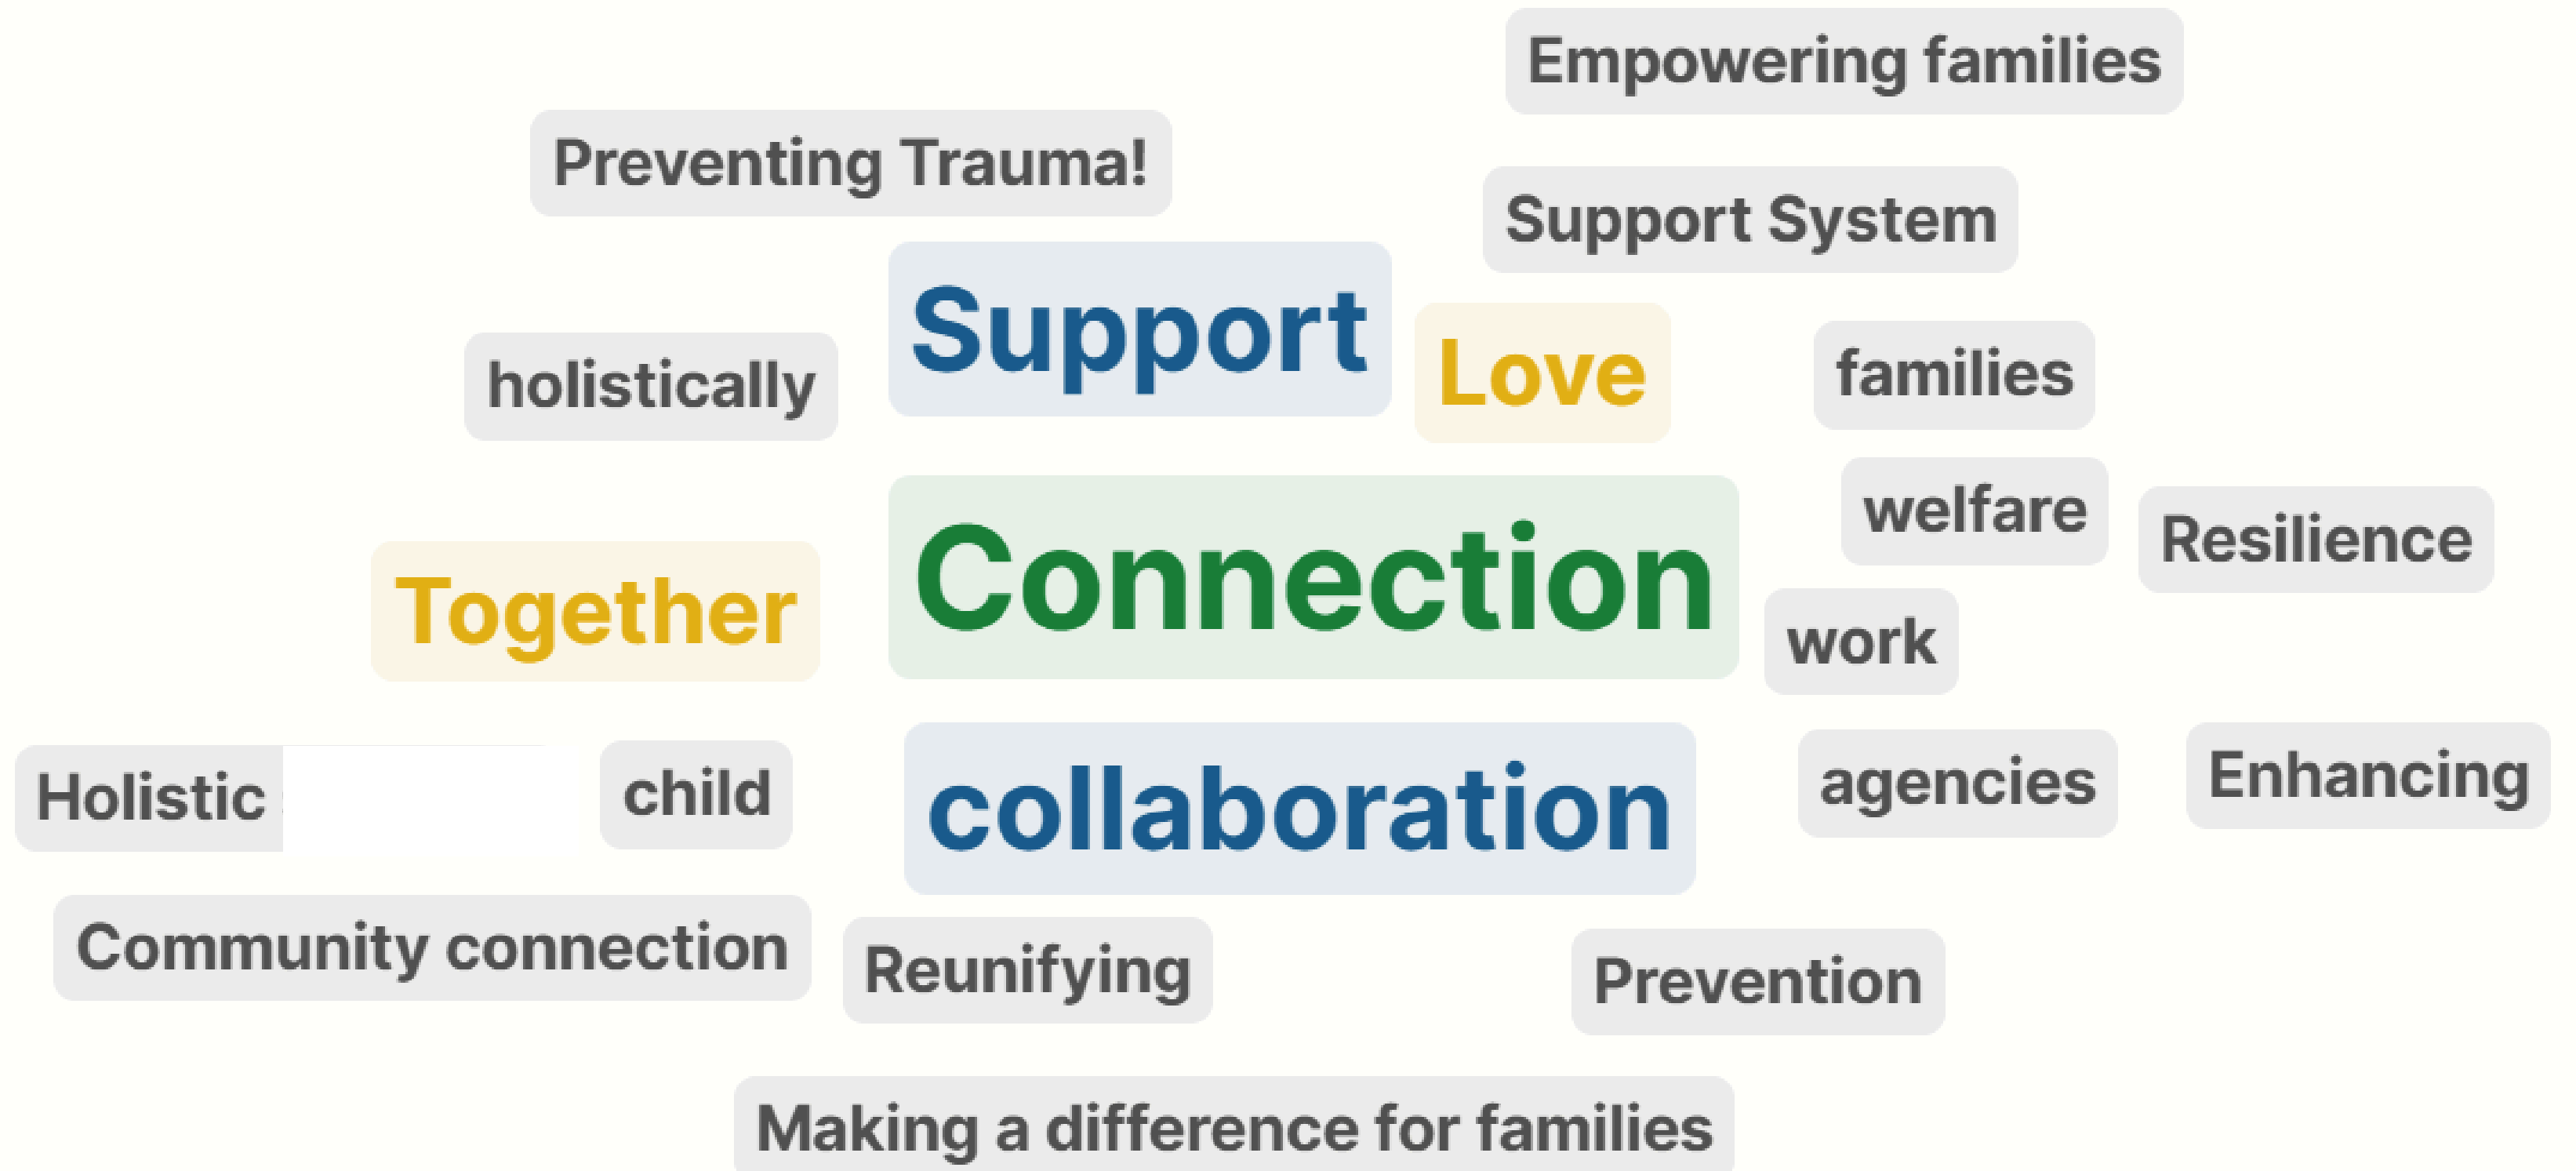 Empowering families
Preventing Trauma!
Support System
Support
Love
families
holistically
welfare
Resilience
Connection
Together
work
Holistic
child
collaboration
agencies
Enhancing
Community connection
Reunifying
Prevention
Making a difference for families